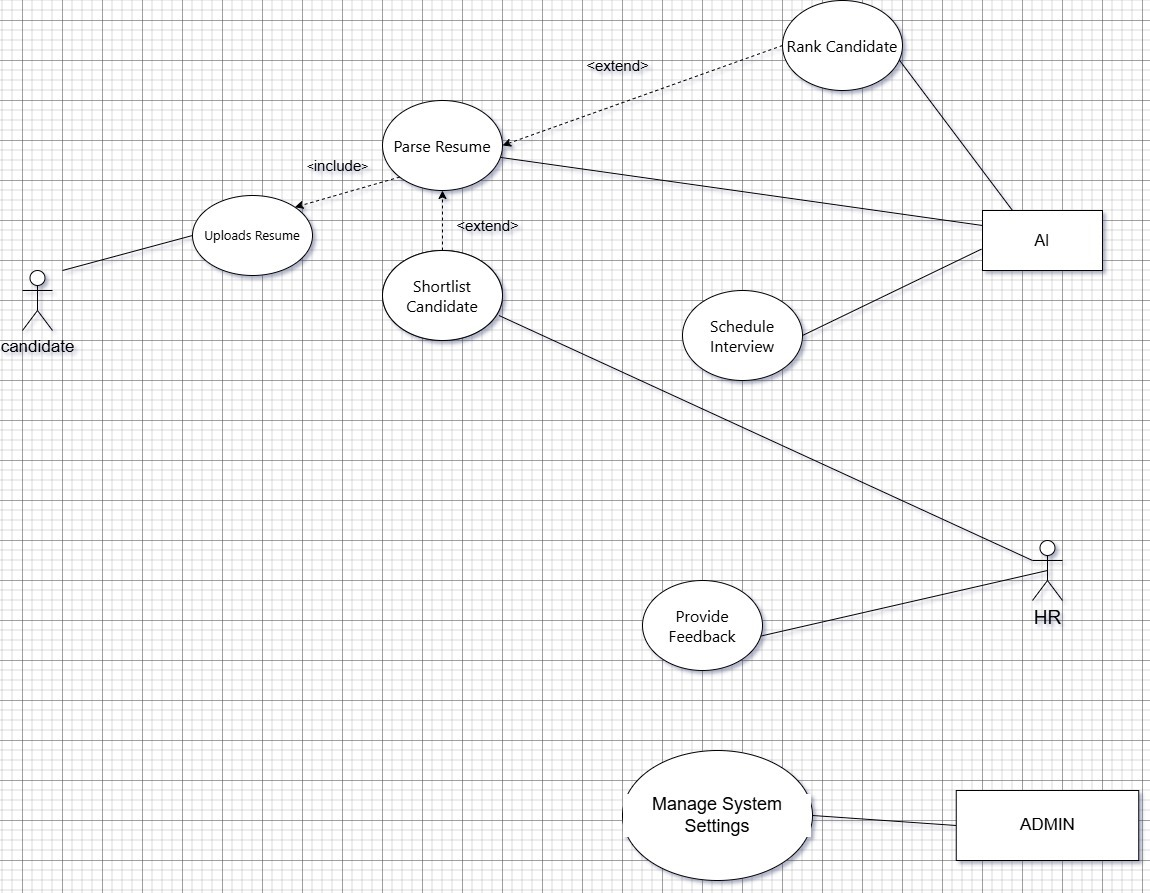 Rank Candidate
<extend>
Parse Resume
<include>
<extend>
Uploads Resume
AI
Shortlist
Candidate
Schedule
Interview
candidate
HR
Provide
Feedback
Manage System
Settings
ADMIN